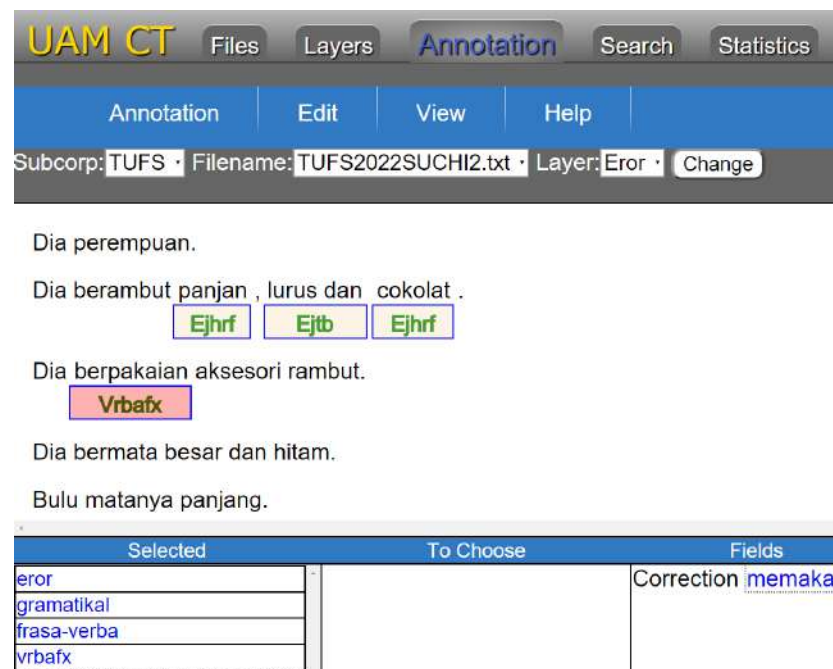 UAM CT Files Layers Annotation Search Statistics
Annotation Edit View Help
Subcorp: TUFS Filename: TUFS2022SUCHI2.txt Layer: Eror Change
Dia perempuan.
Dia berambut panjan , lurus dan cokolat .
Ejhrf Ejtb Ejhrf
Dia berpakaian aksesori rambut.
Vrbafx
Dia bermata besar dan hitam.
Bulu matanya panjang.
Selected To Choose Fields
eror Correction memaka
gramatikal
frasa-verba
vrbafx